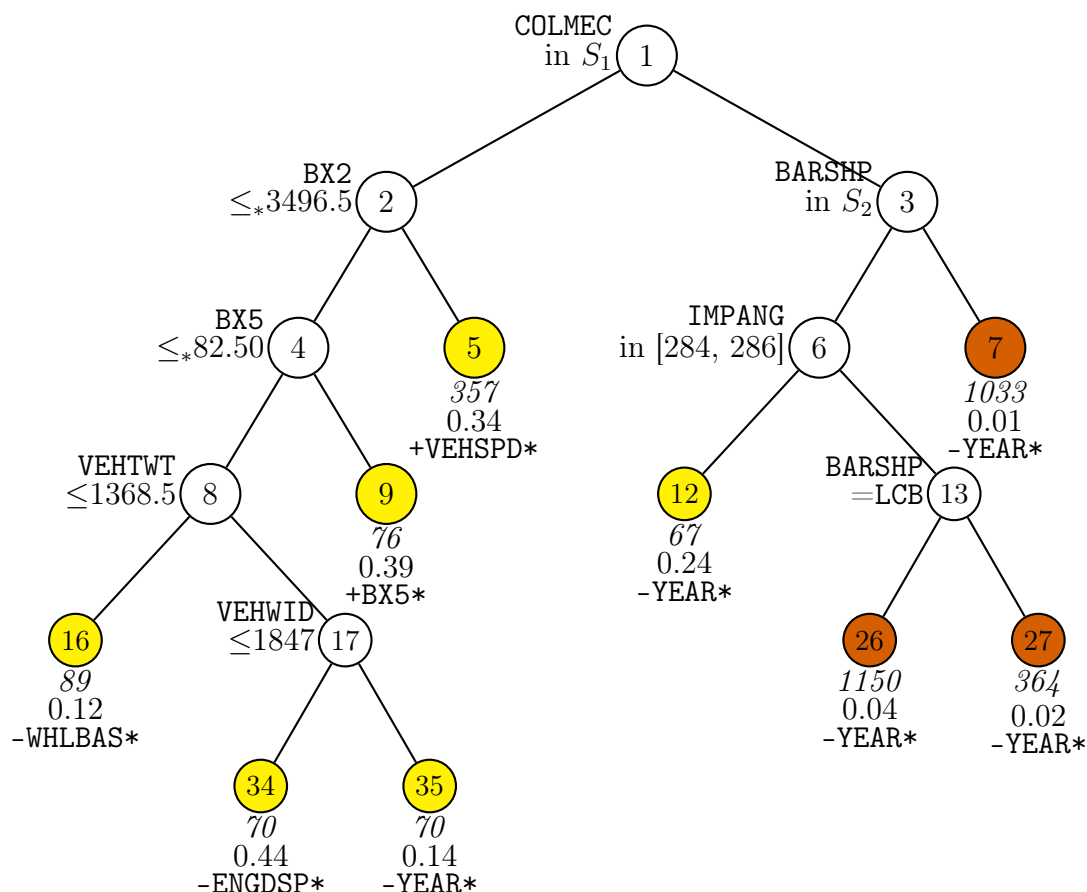 COLMEC
in S1
1
BX2
≤*3496.5
2
BARSHP
in S2
3
BX5
≤*82.50
4
5
357
0.34
+VEHSPD*
IMPANG
in [284, 286]
6
7
1033
0.01
-YEAR*
VEHTWT
≤1368.5
8
9
76
0.39
+BX5*
12
67
0.24
-YEAR*
BARSHP
=LCB
13
16
89
0.12
-WHLBAS*
VEHWID
≤1847
17
26
1150
0.04
-YEAR*
27
364
0.02
-YEAR*
34
70
0.44
-ENGDSP*
35
70
0.14
-YEAR*